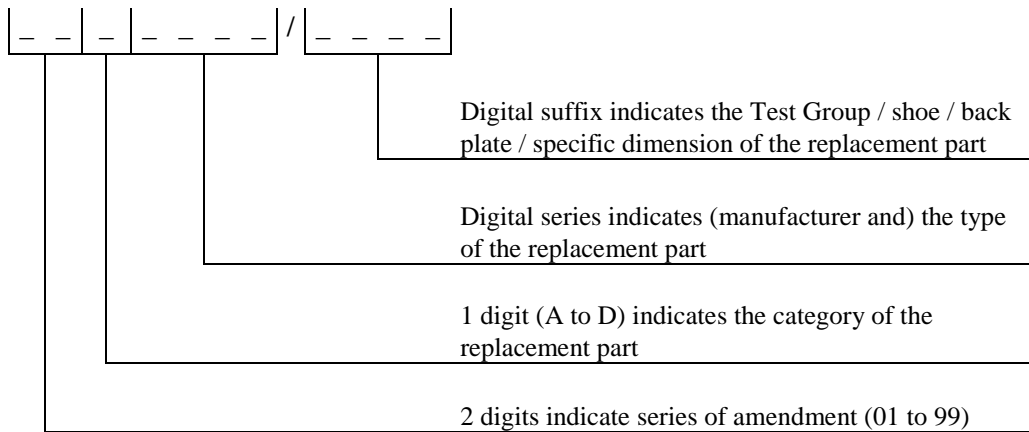 _ _ _ _ _ _ _ / _ _ _ _
Digital suffix indicates the Test Group / shoe / back
plate / specific dimension of the replacement part
Digital series indicates (manufacturer and) the type
of the replacement part
1 digit (A to D) indicates the category of the
replacement part
2 digits indicate series of amendment (01 to 99)